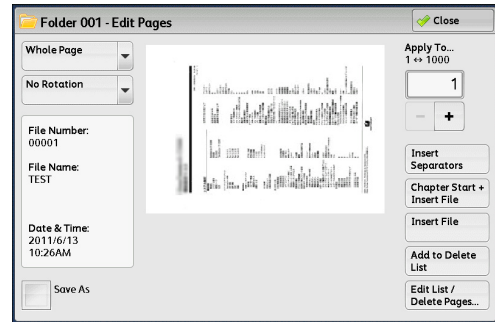 Folder 001 - Edit Pages
Close
Whole Page
No Rotation
File Number:
00001
File Name:
TEST
Date & Time:
2011/6/13
10:26AM
Save As
Apply To...
1 ↔ 1000
1
Insert
Separators
Chapter Start +
Insert File
Insert File
Add to Delete
List
Edit List /
Delete Pages...